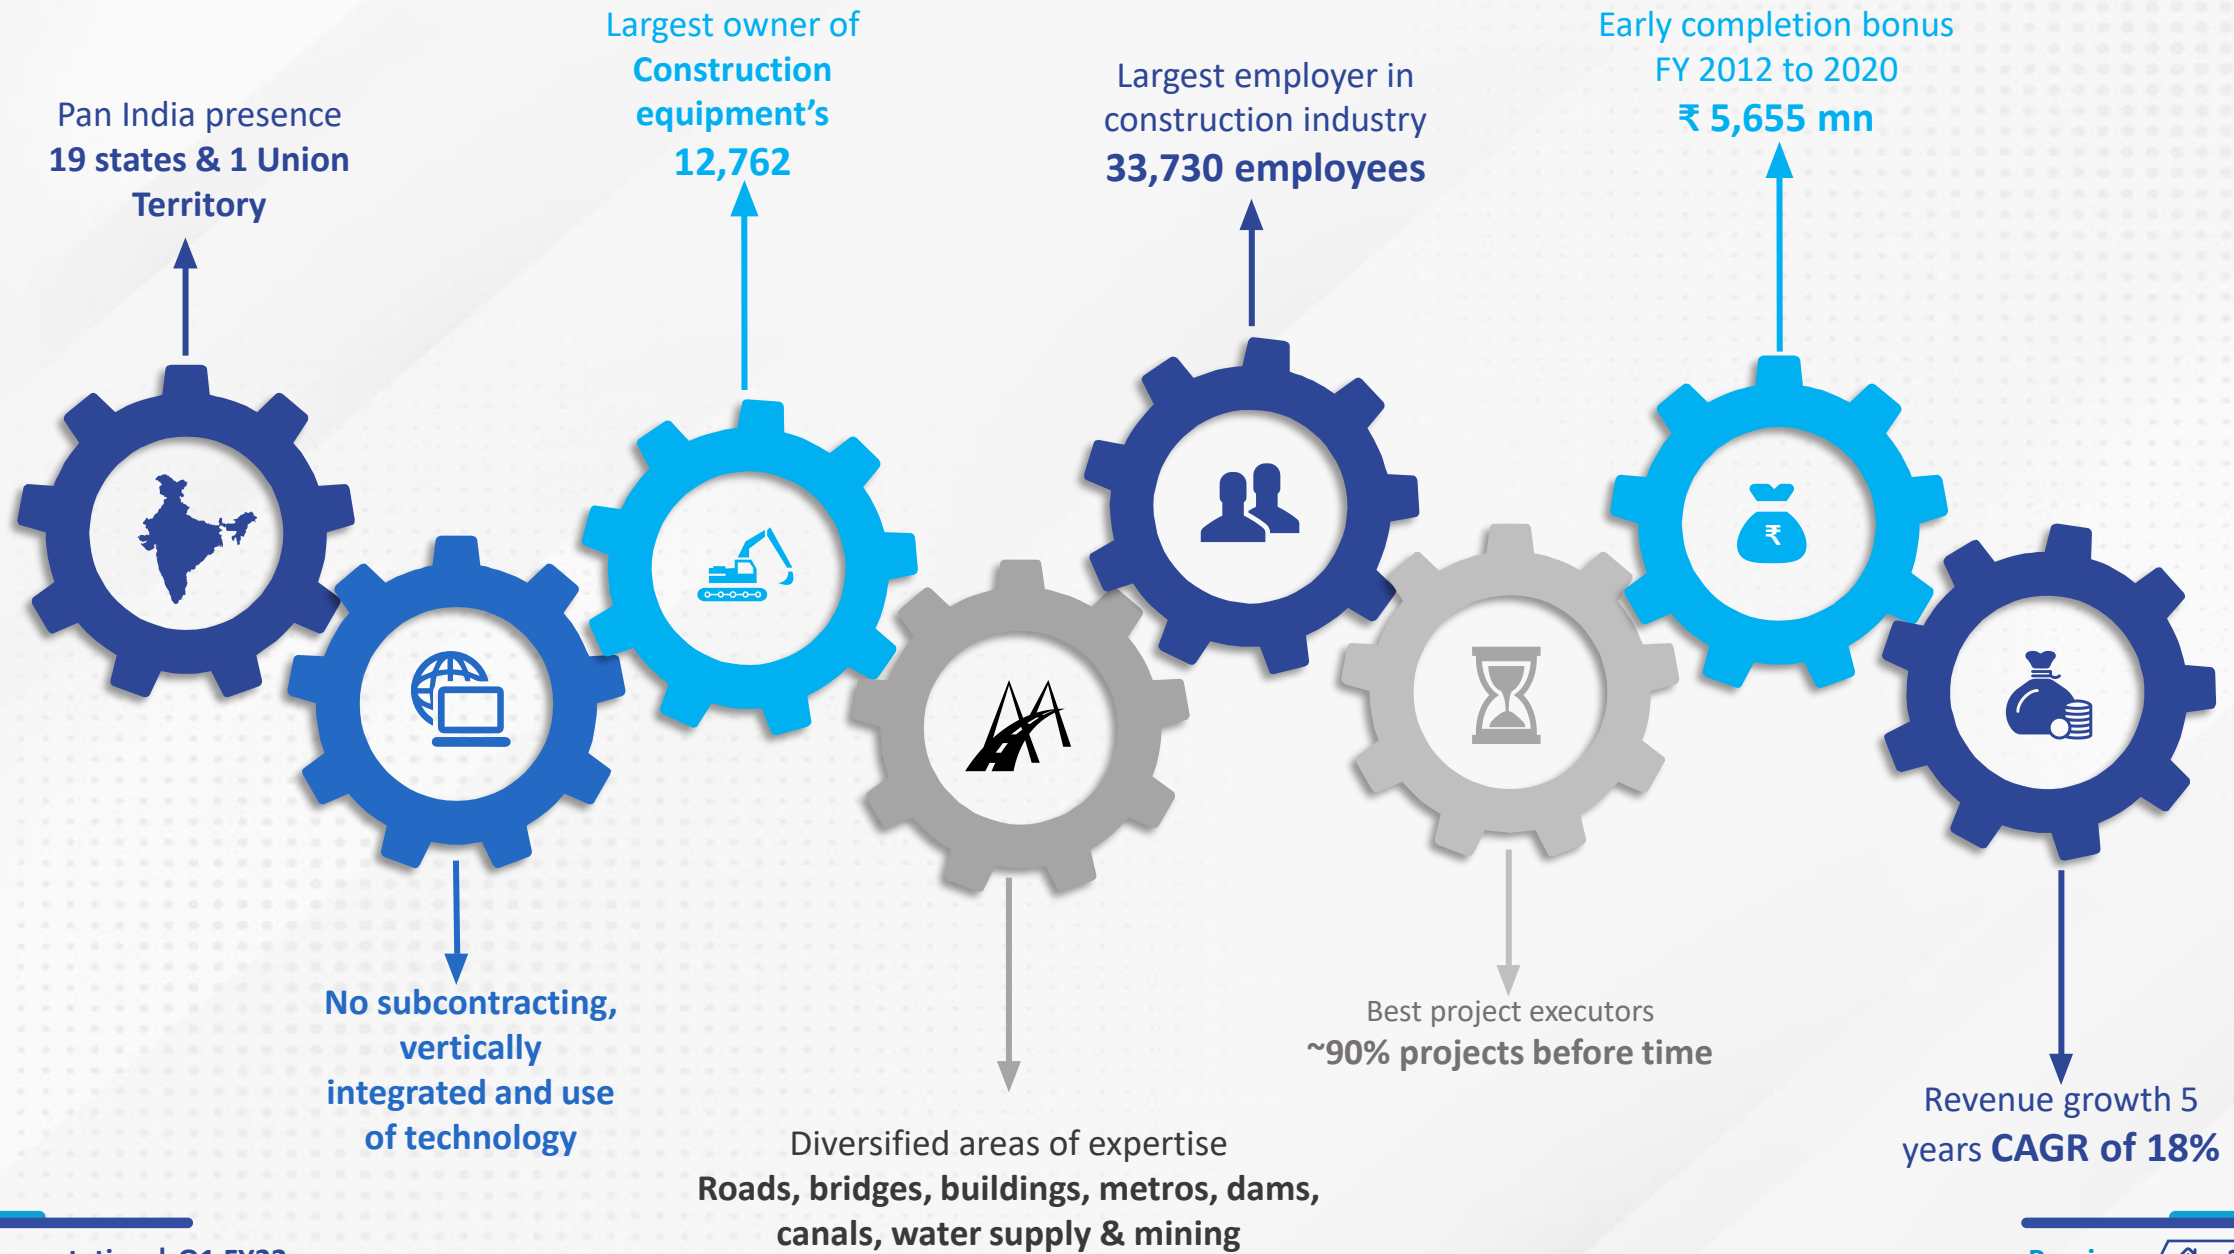 Pan India presence
19 states & 1 Union
Territory
Largest owner of
Construction
equipment’s
12,762
Largest employer in
construction industry
33,730 employees
Early completion bonus
FY 2012 to 2020
₹ 5,655 mn
₹
No subcontracting,
vertically
integrated and use
of technology
Diversified areas of expertise
Roads, bridges, buildings, metros, dams,
canals, water supply & mining
Best project executors
~90% projects before time
Revenue growth 5
years CAGR of 18%